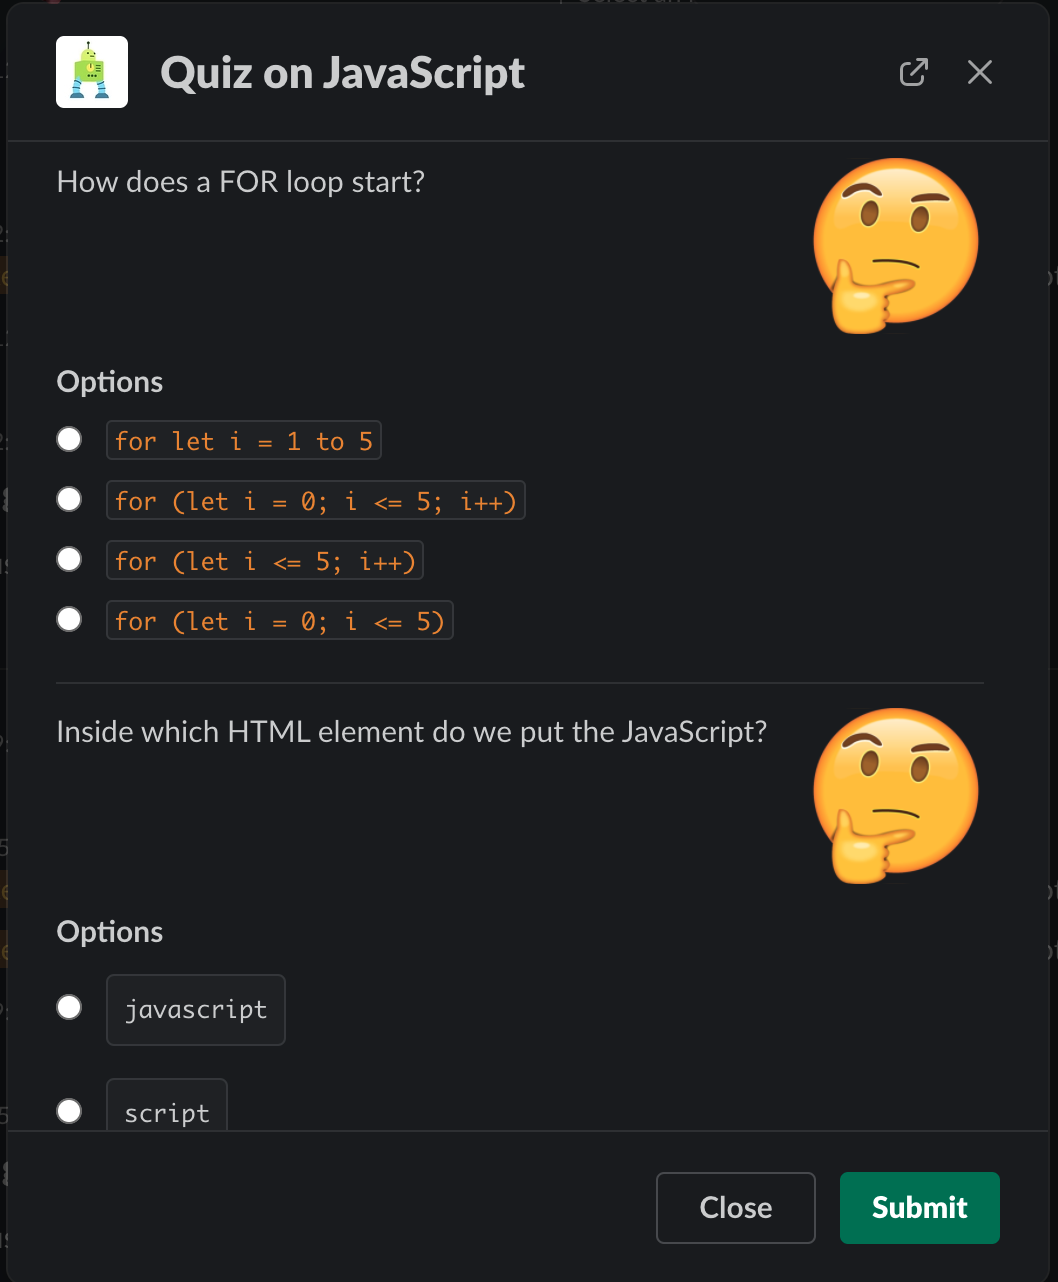 Quiz on JavaScript
How does a FOR loop start?
Options
for let i = 1 to 5
for (let i = 0; i <= 5; i++)
for (let i <= 5; i++)
for (let i = 0; i <= 5)
Inside which HTML element do we put the JavaScript?
Options
javascript
script
Close
Submit